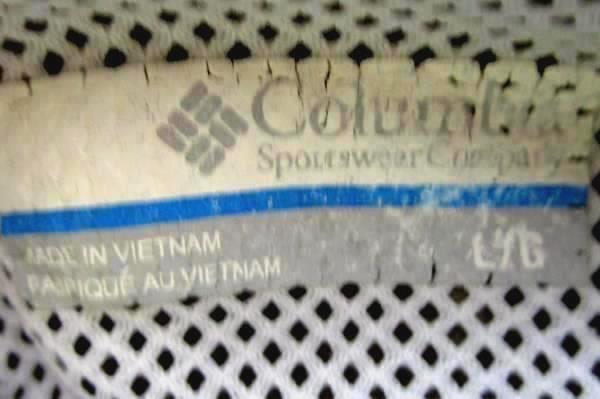 Columbia
Sportswear Company
MADE IN VIETNAM
FABRIQUÉ AU VIETNAM
L/G